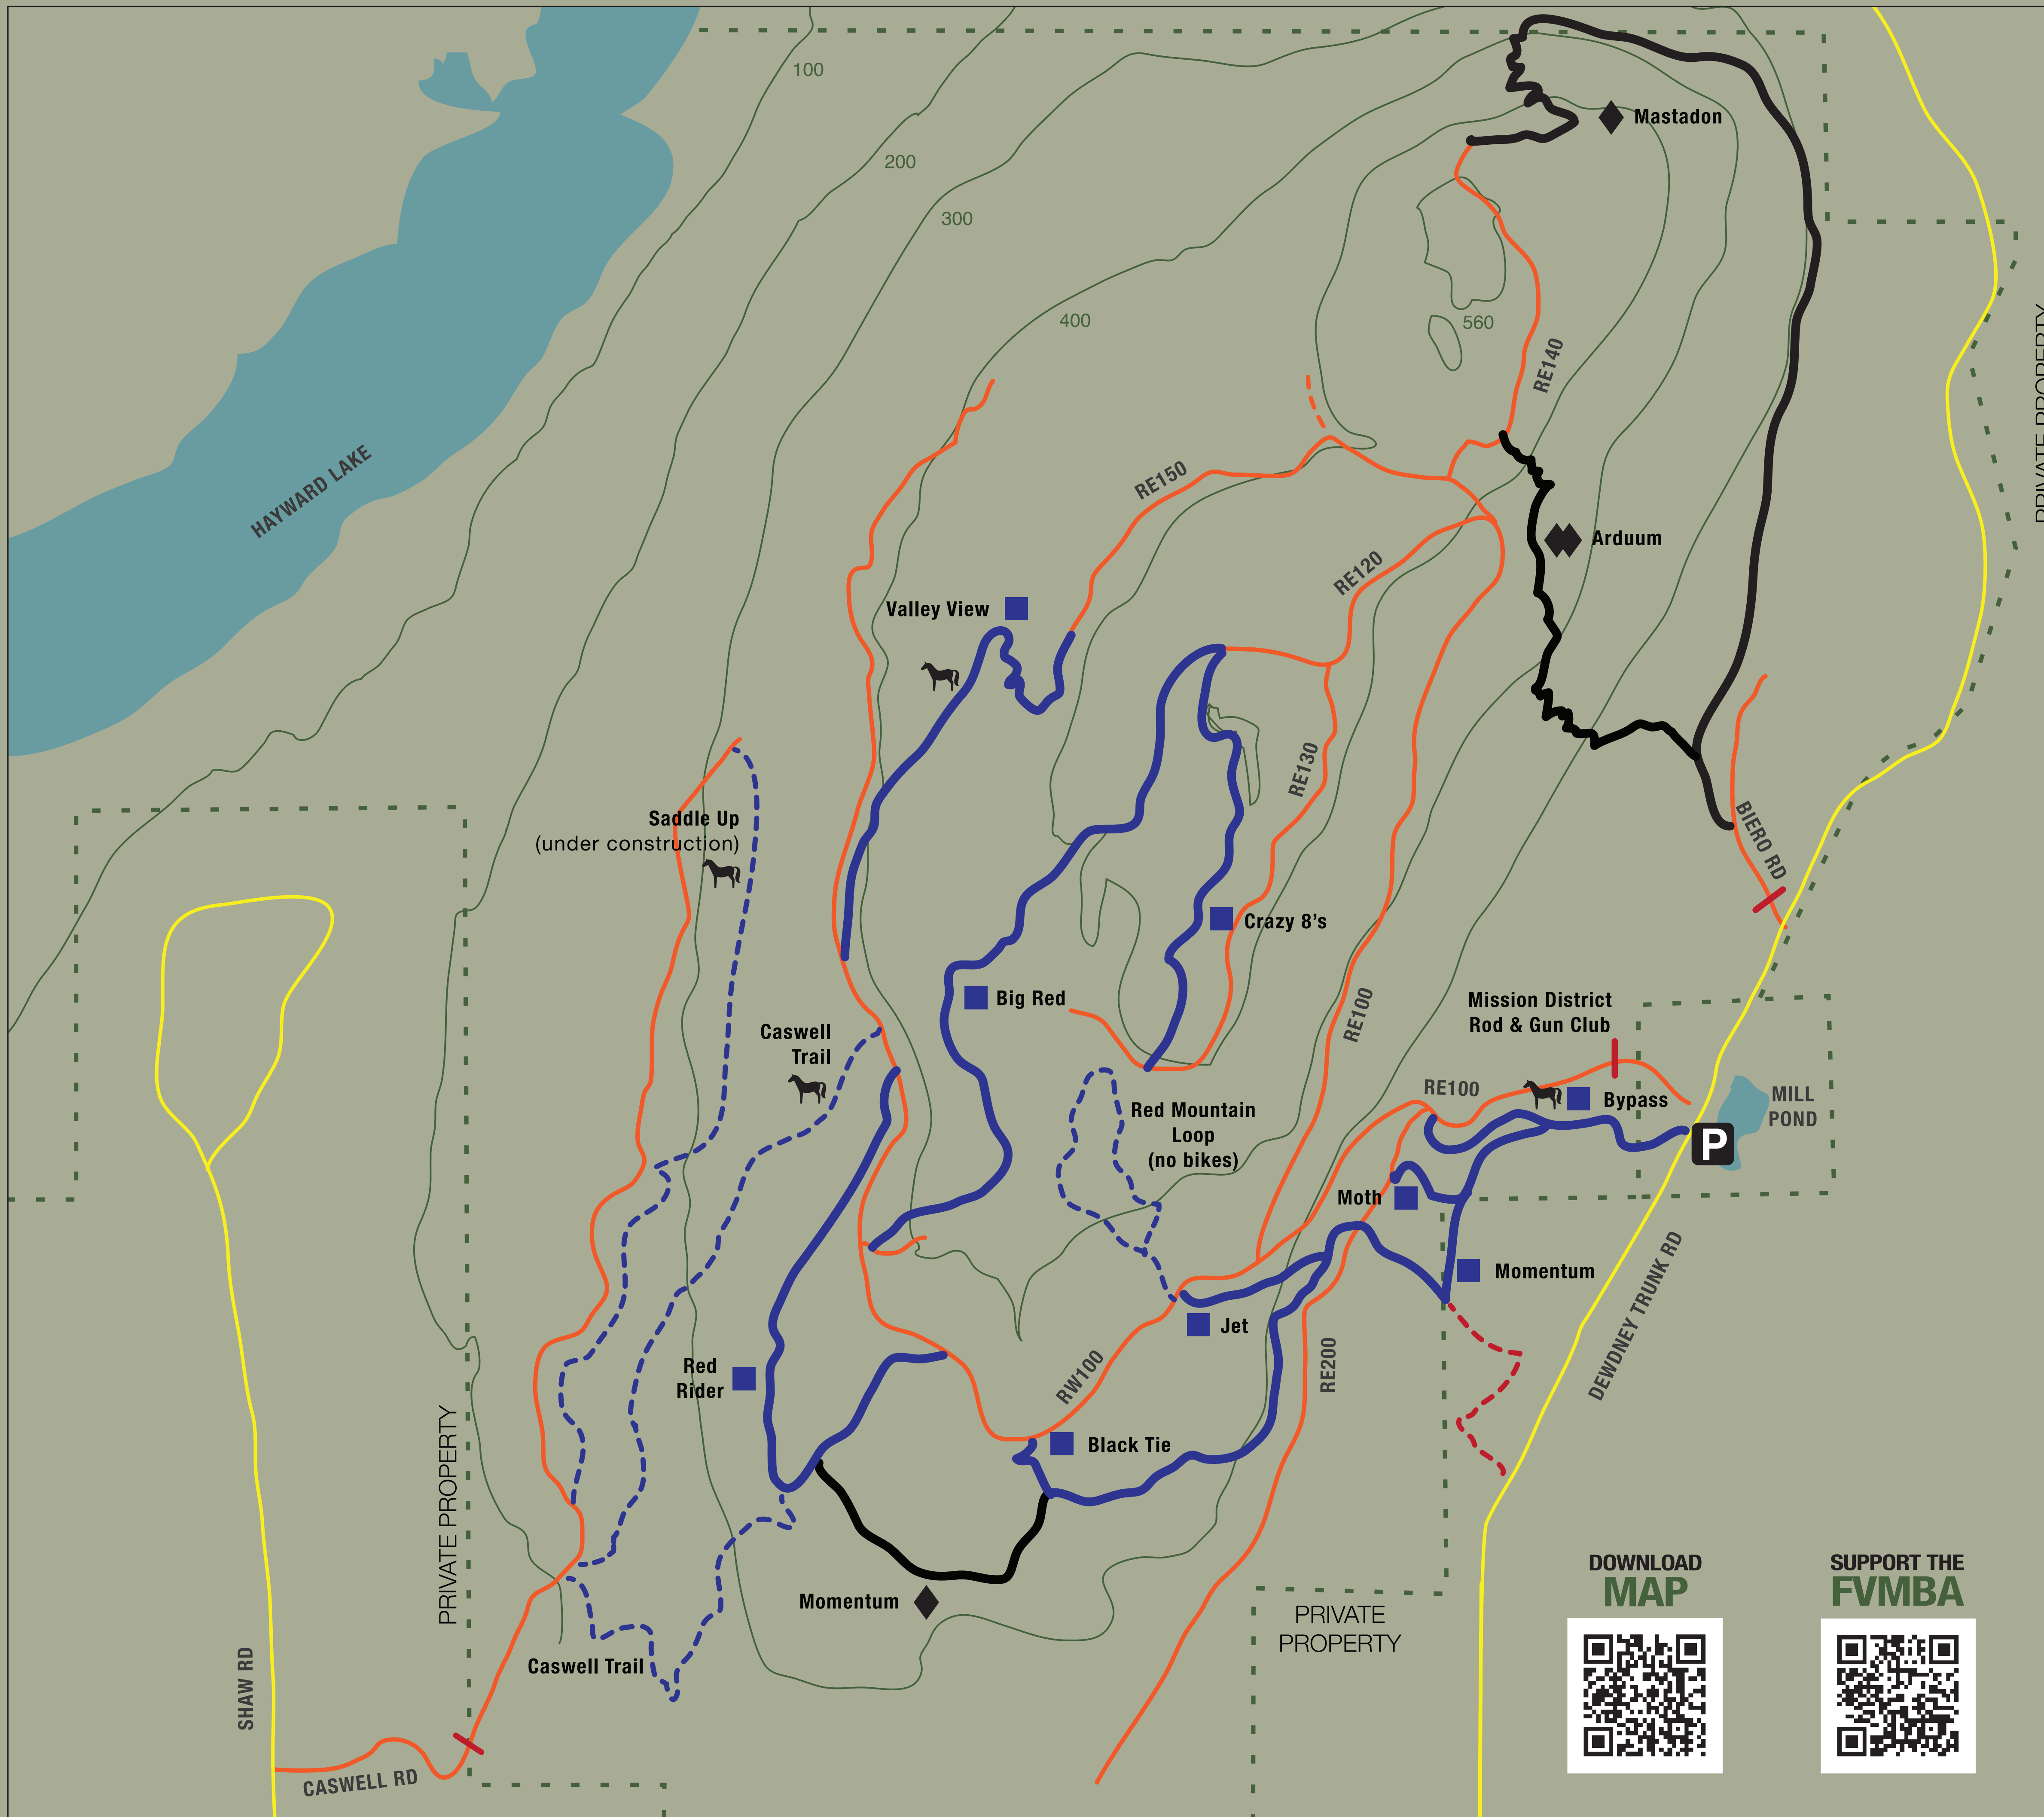 100
Mastadon
200
300
400
560
PRIVATE PROPERTY
RE140
HAYWARD LAKE
RE150
Arduum
RE120
Valley View
RE130
Saddle Up
(under construction)
BIERO RD
Crazy 8’s
Big Red
Mission District
Rod & Gun Club
RE100
Caswell
Trail
RE100
Bypass
MILL
POND
Red Mountain
Loop
(no bikes)
P
Moth
Momentum
DEWDNEY TRUNK RD
Jet
Red
Rider
RW100
RE200
Black Tie
PRIVATE PROPERTY
Momentum
PRIVATE
PROPERTY
DOWNLOAD
MAP
SUPPORT THE
FVMBA
Caswell Trail
SHAW RD
CASWELL RD